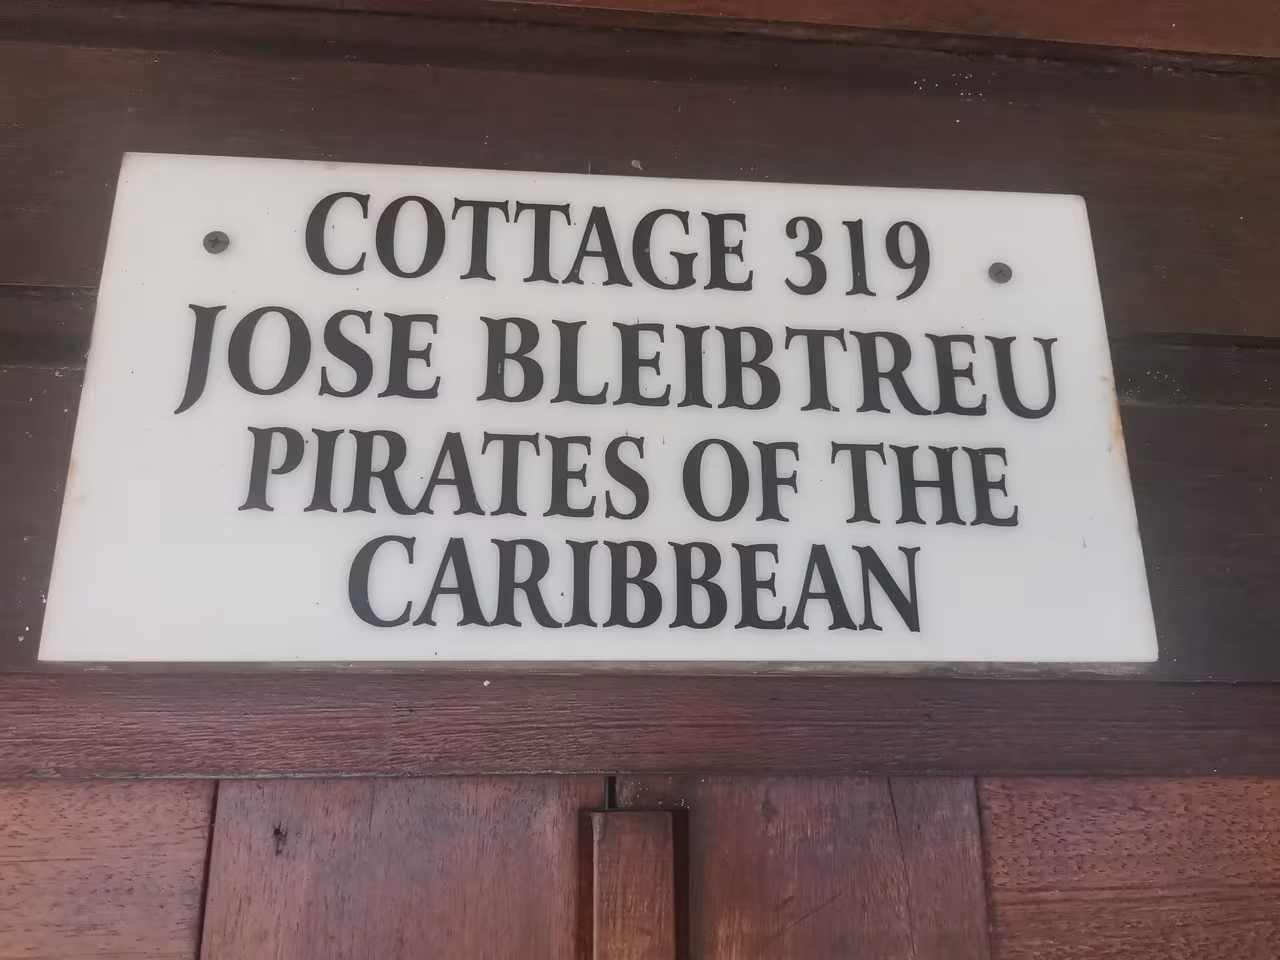 COTTAGE 319
JOSE BLEIBTREU
PIRATES OF THE
CARIBBEAN